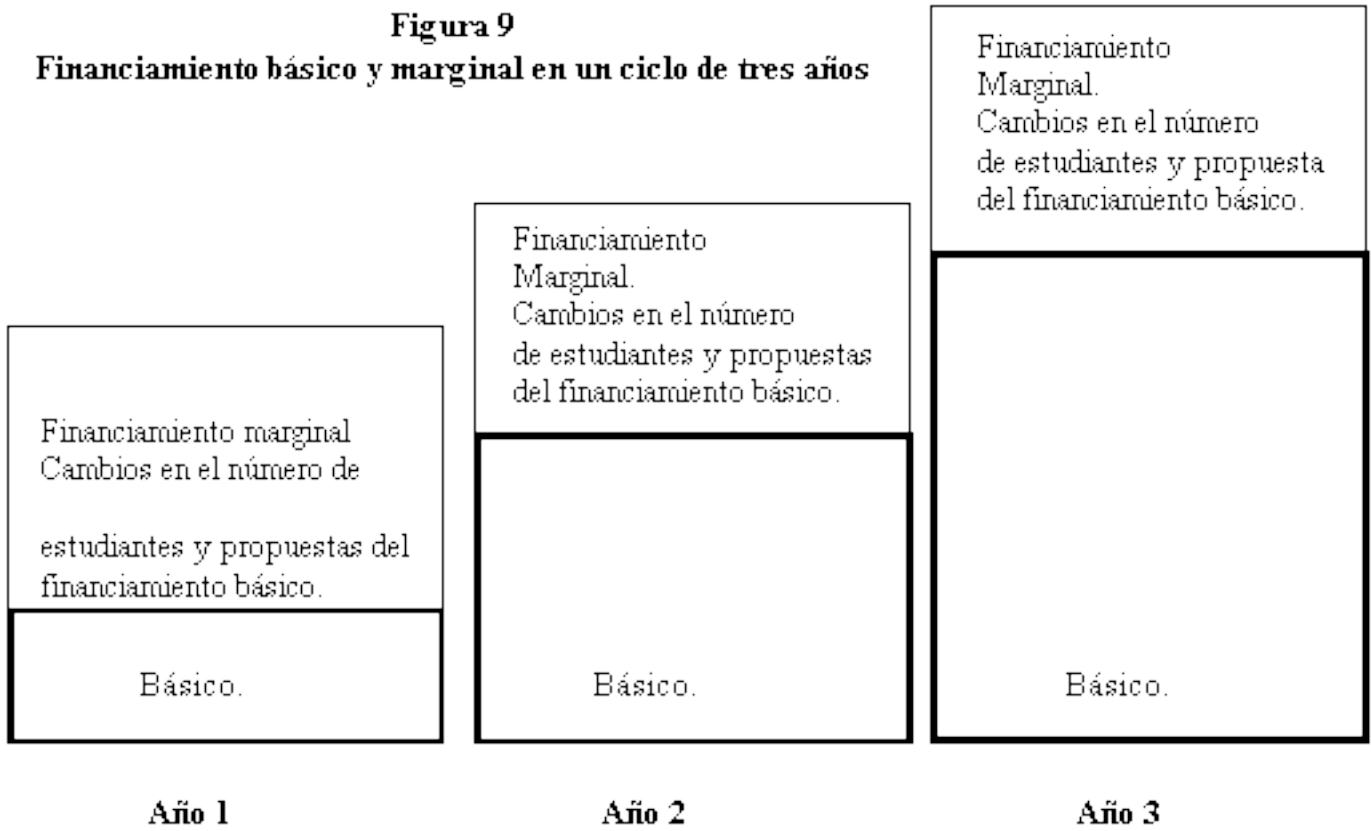 Figura 9
Financiamiento básico y marginal en un ciclo de tres años
Financiamiento marginal
Cambios en el número de
estudiantes y propuestas del
financiamiento básico.
Básico.
Año 1
Financiamiento
Marginal.
Cambios en el número
de estudiantes y propuestas
del financiamiento básico.
Básico.
Año 2
Financiamiento
Marginal.
Cambios en el número
de estudiantes y propuesta
del financiamiento básico.
Básico.
Año 3